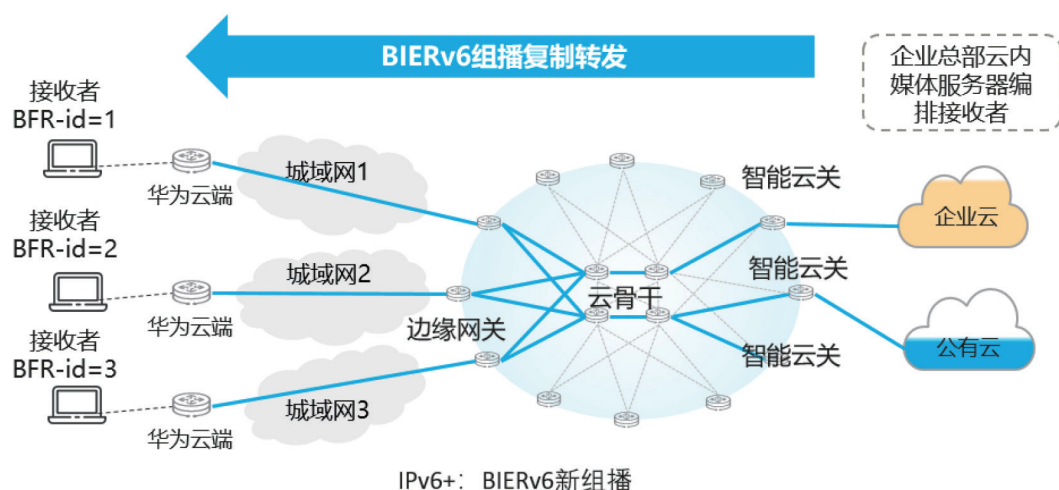 BIERv6组播复制转发
企业总部云内
媒体服务器编
排接收者
接收者
BFR-id=1
华为云端
城域网1
智能云关
企业云
接收者
BFR-id=2
华为云端
城域网2
边缘网关
云骨干
智能云关
公有云
接收者
BFR-id=3
华为云端
城域网3
智能云关
IPv6+: BIERv6新组播